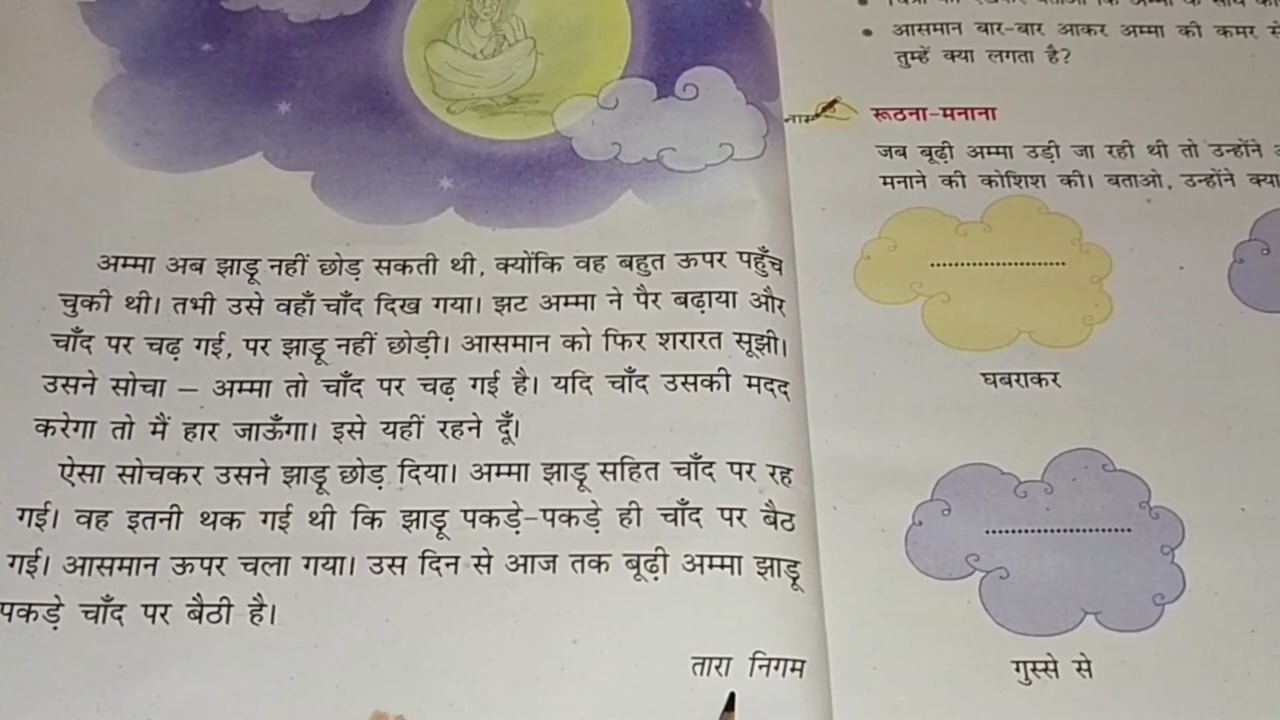 अम्मा अब झाड़ू नहीं छोड़ सकती थी, क्योंकि वह बहुत ऊपर पहुँच
चुकी थी। तभी उसे वहाँ चाँद दिख गया। झट अम्मा ने पैर बढ़ाया और
चाँद पर चढ़ गई, पर झाड़ू नहीं छोड़ी। आसमान को फिर शरारत सूझी।
उसने सोचा – अम्मा तो चाँद पर चढ़ गई है। यदि चाँद उसकी मदद
करेगा तो मैं हार जाऊँगा। इसे यहीं रहने दूँ।
ऐसा सोचकर उसने झाड़ू छोड़ दिया। अम्मा झाड़ू सहित चाँद पर रह
गई। वह इतनी थक गई थी कि झाड़ू पकड़े-पकड़े ही चाँद पर बैठ
गई। आसमान ऊपर चला गया। उस दिन से आज तक बूढ़ी अम्मा झाड़ू
पकड़े चाँद पर बैठी है।
तारा निगम
• आसमान बार-बार आकर अम्मा की कमर से
तुम्हें क्या लगता है?
रूठना-मनाना
जब बूढ़ी अम्मा उड़ी जा रही थी तो उन्होंने
मनाने की कोशिश की। बताओ, उन्होंने क्या
.......................
घबराकर
.........................
गुस्से से